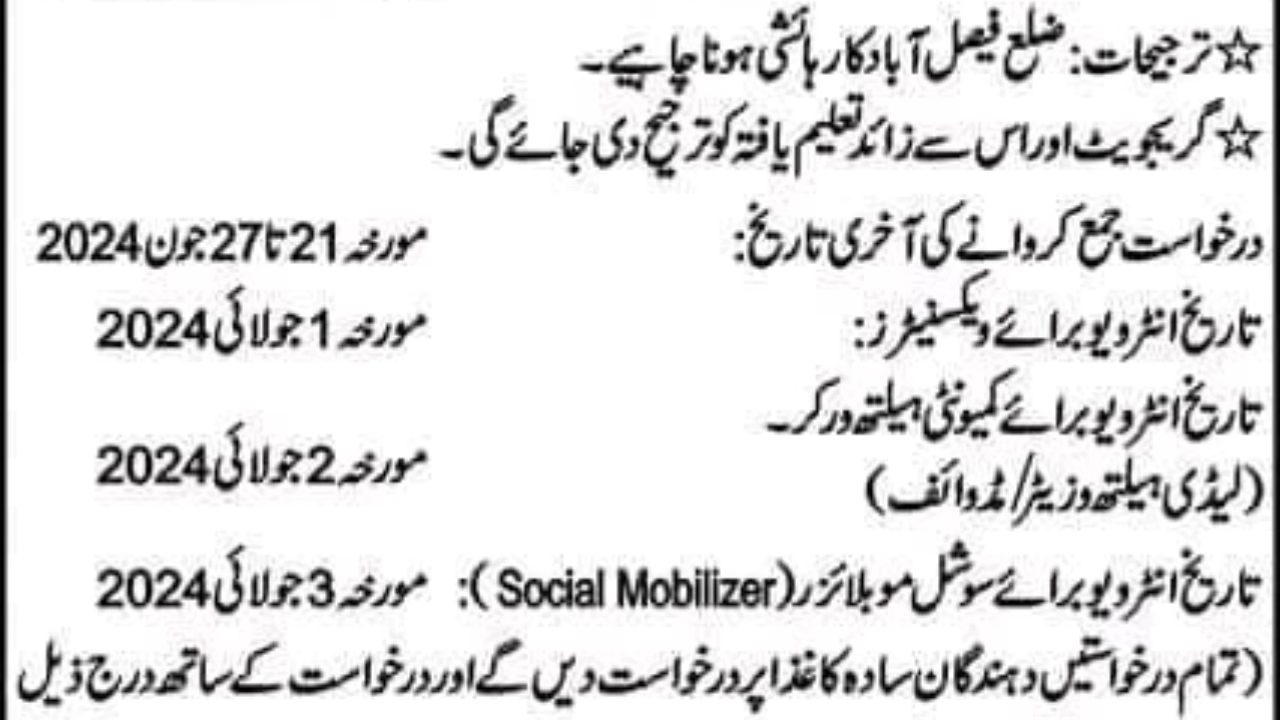 ☆ ترجیحات: ضلع فیصل آباد کا رہائشی ہونا چاہیے۔
☆ گریجویٹ اور اس سے زائد تعلیم یافتہ کو ترجیح دی جائے گی۔
درخواست جمع کروانے کی آخری تاریخ: مورخہ 21 تا 27 جون 2024
تاریخ انٹرویو برائے ویکسنیٹرز: مورخہ 1 جولائی 2024
تاریخ انٹرویو برائے کمیونٹی ہیلتھ ورکر۔
(لیڈی ہیلتھ وزیٹر/ مڈوائف) مورخہ 2 جولائی 2024
تاریخ انٹرویو برائے سوشل موبلائزر (Social Mobilizer): مورخہ 3 جولائی 2024
(تمام درخواستیں دہندگان سادہ کاغذا پر درخواست دیں گے اور درخواست کے ساتھ درج ذیل